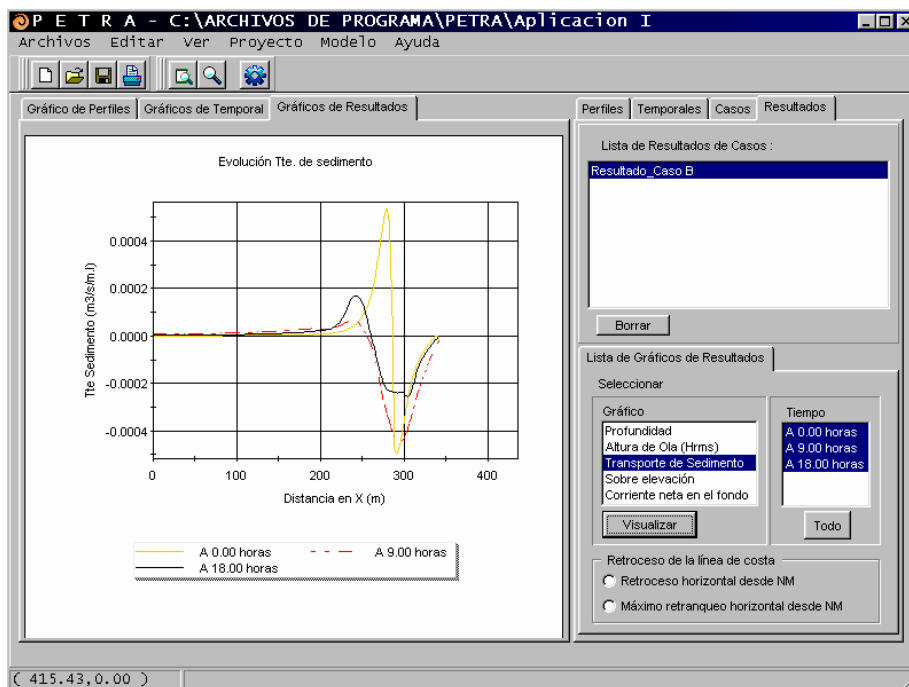 P E T R A - C:\ARCHIVOS DE PROGRAMA\PETRA\Aplicacion I
Archivos Editar Ver Proyecto Modelo Ayuda
Gráfico de Perfiles Gráficos de Temporal Gráficos de Resultados
Evolución Tte. de sedimento
Tte Sedimento (m3/s/m.l)
0.0004
0.0002
0.0000
-0.0002
-0.0004
0 100 200 300 400
Distancia en X (m)
A 0.00 horas A 9.00 horas
A 18.00 horas
Perfiles Temporales Casos Resultados
Lista de Resultados de Casos :
Resultado_Caso B
Borrar
Lista de Gráficos de Resultados
Seleccionar
Gráfico
Profundidad
Altura de Ola (Hrms)
Transporte de Sedimento
Sobre elevación
Corriente neta en el fondo
Visualizar
Tiempo
A 0.00 horas
A 9.00 horas
A 18.00 horas
Todo
Retroceso de la línea de costa
Retroceso horizontal desde NM
Máximo retranqueo horizontal desde NM
( 415.43,0.00 )